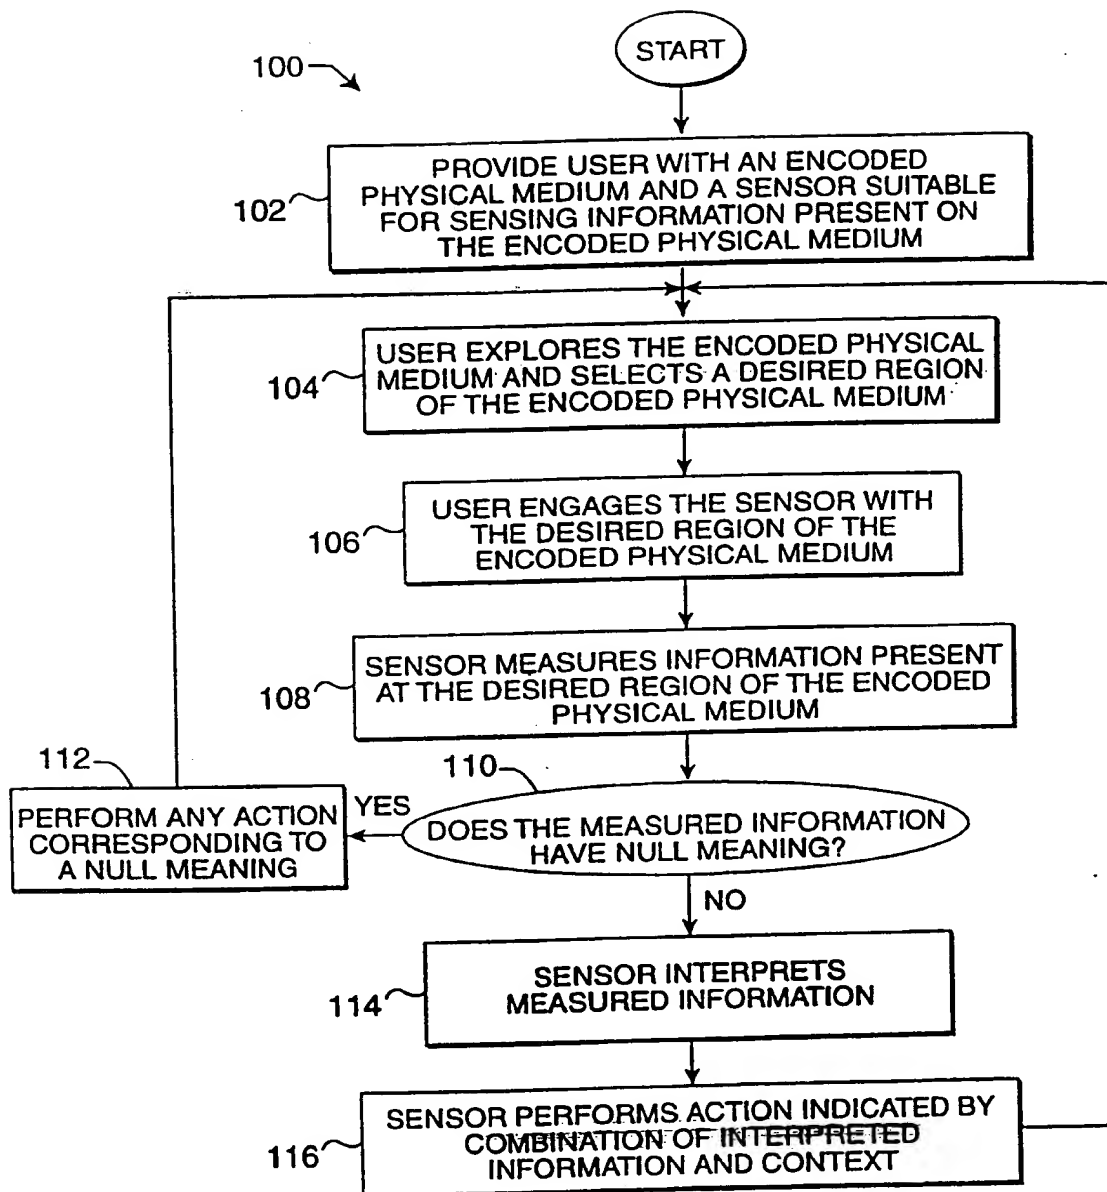 START
100
PROVIDE USER WITH AN ENCODED
PHYSICAL MEDIUM AND A SENSOR SUITABLE
FOR SENSING INFORMATION PRESENT ON
THE ENCODED PHYSICAL MEDIUM
102
USER EXPLORES THE ENCODED PHYSICAL
MEDIUM AND SELECTS A DESIRED REGION
OF THE ENCODED PHYSICAL MEDIUM
104
USER ENGAGES THE SENSOR WITH
THE DESIRED REGION OF THE
ENCODED PHYSICAL MEDIUM
106
SENSOR MEASURES INFORMATION PRESENT
AT THE DESIRED REGION OF THE ENCODED
PHYSICAL MEDIUM
108
110
DOES THE MEASURED INFORMATION
HAVE NULL MEANING?
YES
112
PERFORM ANY ACTION
CORRESPONDING TO
A NULL MEANING
NO
SENSOR INTERPRETS
MEASURED INFORMATION
114
SENSOR PERFORMS ACTION INDICATED BY
COMBINATION OF INTERPRETED
INFORMATION AND CONTEXT
116